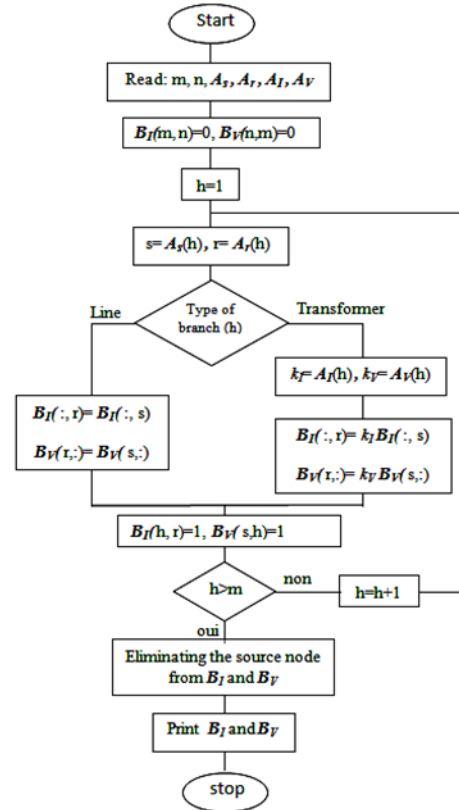 Start
Read: m, n, A_s, A_r, A_I, A_V
B_I(m, n)=0, B_V(n,m)=0
h=1
s= A_s(h), r= A_r(h)
Line
Type of
branch (h)
Transformer
k_I= A_I(h), k_V= A_V(h)
B_I(:, r)= B_I(:, s)
B_V(r,:)= B_V(s,:)
B_I(:, r)= k_I B_I(:, s)
B_V(r,:)= k_V B_V(s,:)
B_I(h, r)=1, B_V(s,h)=1
h>m
non
h=h+1
oui
Eliminating the source node
from B_I and B_V
Print B_I and B_V
stop